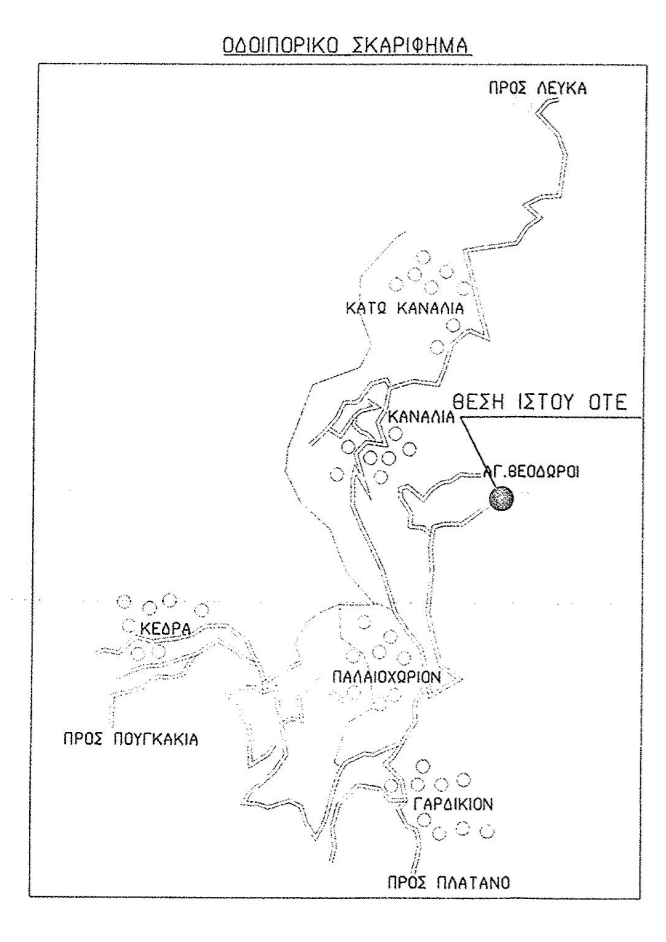 ΟΔΟΙΠΟΡΙΚΟ ΣΚΑΡΙΦΗΜΑ
ΠΡΟΣ ΛΕΥΚΑ
ΚΑΤΩ ΚΑΝΑΛΙΑ
ΘΕΣΗ ΙΣΤΟΥ ΟΤΕ
ΚΑΝΑΛΙΑ
ΑΓ.ΘΕΟΔΩΡΟΙ
ΚΕΔΡΑ
ΠΑΛΑΙΟΧΩΡΙΟΝ
ΠΡΟΣ ΠΟΥΓΚΑΚΙΑ
ΓΑΡΔΙΚΙΟΝ
ΠΡΟΣ ΠΛΑΤΑΝΟ